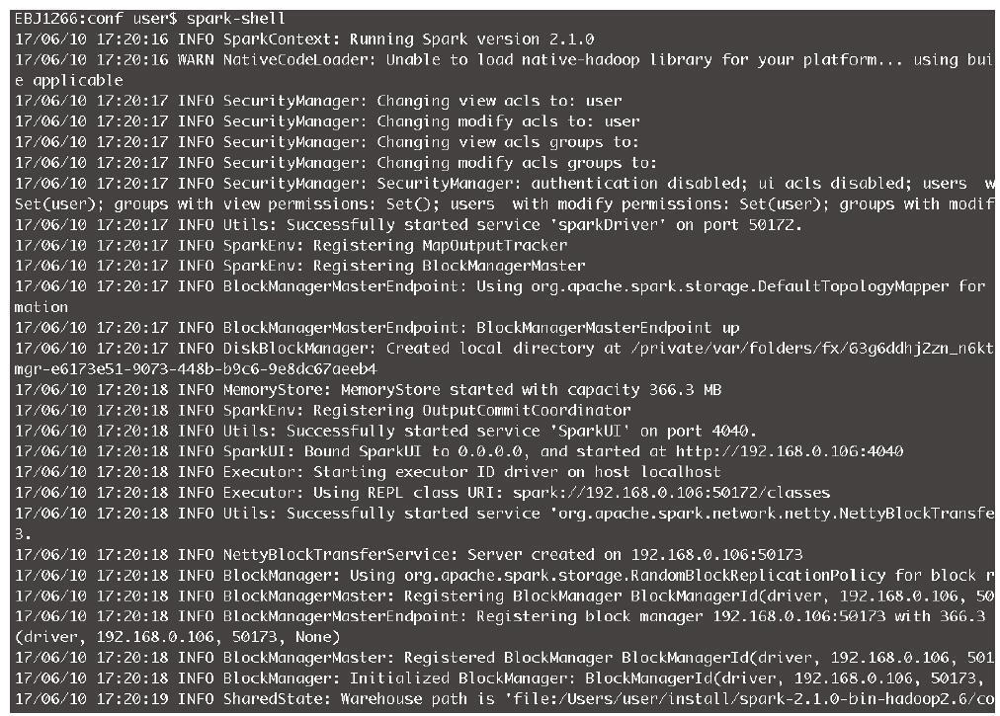 EBJ1266:conf user$ spark-shell
17/06/10 17:20:16 INFO SparkContext: Running Spark version 2.1.0
17/06/10 17:20:16 WARN NativeCodeLoader: Unable to load native-hadoop library for your platform... using bui
e applicable
17/06/10 17:20:17 INFO SecurityManager: Changing view acls to: user
17/06/10 17:20:17 INFO SecurityManager: Changing modify acls to: user
17/06/10 17:20:17 INFO SecurityManager: Changing view acls groups to:
17/06/10 17:20:17 INFO SecurityManager: Changing modify acls groups to:
17/06/10 17:20:17 INFO SecurityManager: SecurityManager: authentication disabled; ui acls disabled; users  w
Set(user); groups with view permissions: Set(); users  with modify permissions: Set(user); groups with modif
17/06/10 17:20:17 INFO Utils: Successfully started service 'sparkDriver' on port 50172.
17/06/10 17:20:17 INFO SparkEnv: Registering MapOutputTracker
17/06/10 17:20:17 INFO SparkEnv: Registering BlockManagerMaster
17/06/10 17:20:17 INFO BlockManagerMasterEndpoint: Using org.apache.spark.storage.DefaultTopologyMapper for
mation
17/06/10 17:20:17 INFO BlockManagerMasterEndpoint: BlockManagerMasterEndpoint up
17/06/10 17:20:17 INFO DiskBlockManager: Created local directory at /private/var/folders/fx/63g6ddhj2zn_n6kt
mgr-e6173e51-9073-448b-b9c6-9e8dc67aeeb4
17/06/10 17:20:18 INFO MemoryStore: MemoryStore started with capacity 366.3 MB
17/06/10 17:20:18 INFO SparkEnv: Registering OutputCommitCoordinator
17/06/10 17:20:18 INFO Utils: Successfully started service 'SparkUI' on port 4040.
17/06/10 17:20:18 INFO SparkUI: Bound SparkUI to 0.0.0.0, and started at http://192.168.0.106:4040
17/06/10 17:20:18 INFO Executor: Starting executor ID driver on host localhost
17/06/10 17:20:18 INFO Executor: Using REPL class URI: spark://192.168.0.106:50172/classes
17/06/10 17:20:18 INFO Utils: Successfully started service 'org.apache.spark.network.netty.NettyBlockTransfe
3.
17/06/10 17:20:18 INFO NettyBlockTransferService: Server created on 192.168.0.106:50173
17/06/10 17:20:18 INFO BlockManager: Using org.apache.spark.storage.RandomBlockReplicationPolicy for block r
17/06/10 17:20:18 INFO BlockManagerMaster: Registering BlockManager BlockManagerId(driver, 192.168.0.106, 50
17/06/10 17:20:18 INFO BlockManagerMasterEndpoint: Registering block manager 192.168.0.106:50173 with 366.3
(driver, 192.168.0.106, 50173, None)
17/06/10 17:20:18 INFO BlockManagerMaster: Registered BlockManager BlockManagerId(driver, 192.168.0.106, 501
17/06/10 17:20:18 INFO BlockManager: Initialized BlockManager: BlockManagerId(driver, 192.168.0.106, 50173,
17/06/10 17:20:19 INFO SharedState: Warehouse path is 'file:/Users/user/install/spark-2.1.0-bin-hadoop2.6/co